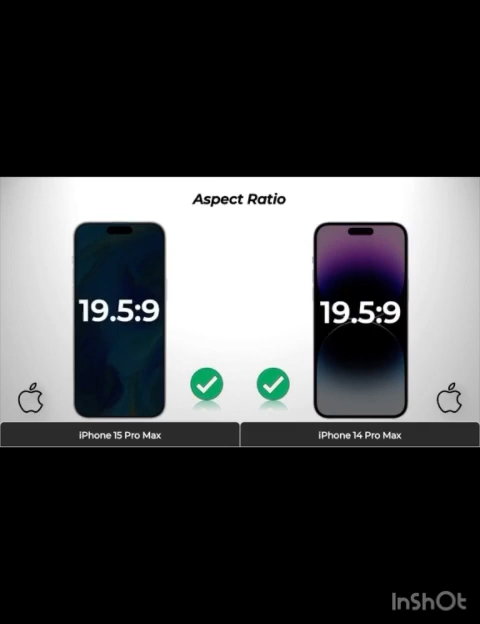 Aspect Ratio
19.5:9
19.5:9
iPhone 15 Pro Max
iPhone 14 Pro Max
InShOt